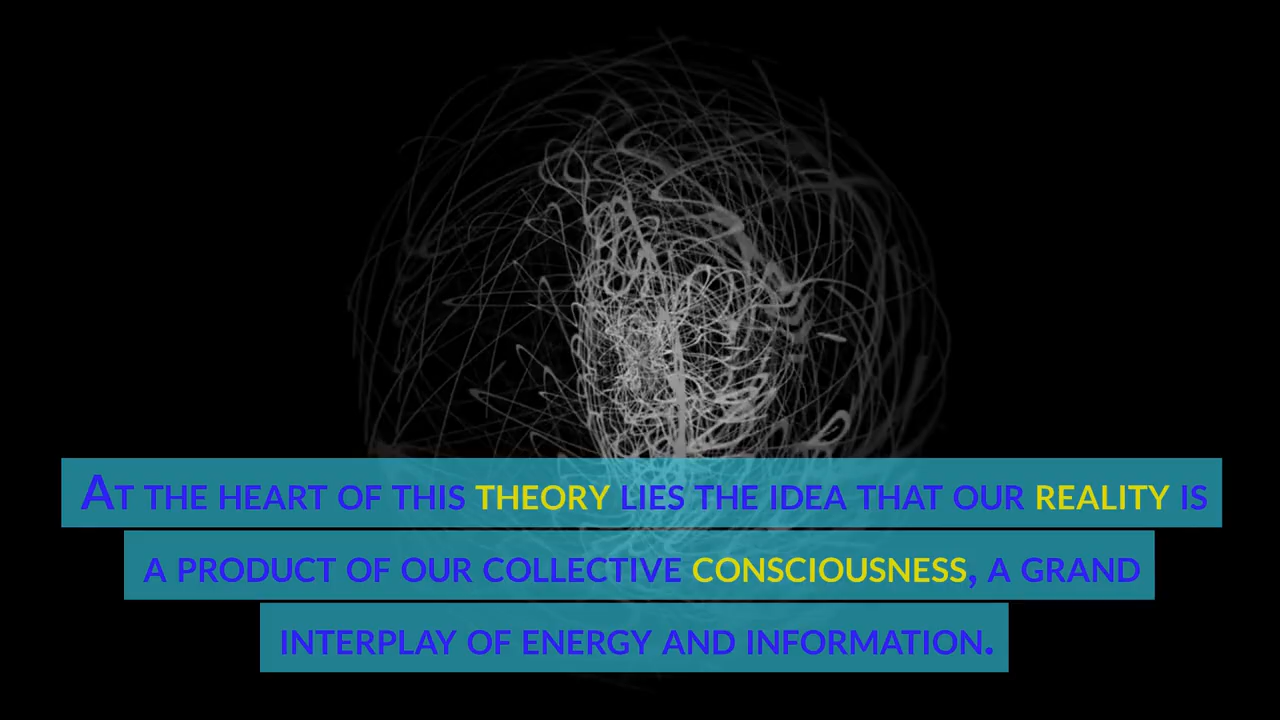 At the heart of this theory lies the idea that our reality is
a product of our collective consciousness, a grand
interplay of energy and information.